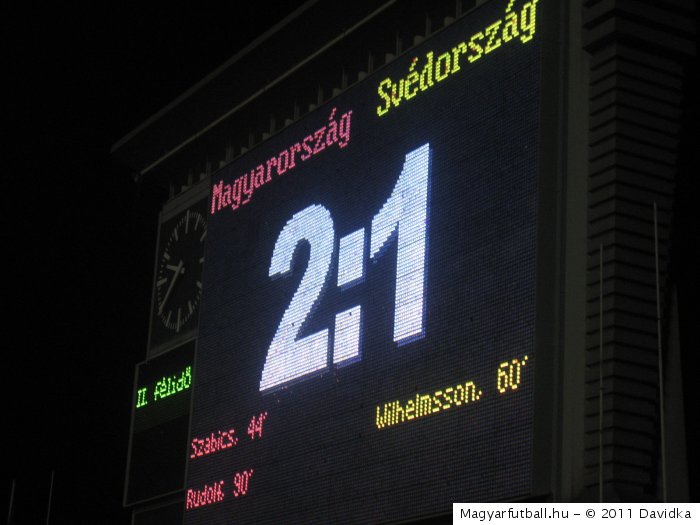 Magyarország Svédország
2:1
II. félidő
Szabics, 44'
Wilhelmsson, 60'
Rudolf, 90'
Magyarfutball.hu – © 2011 Davidka